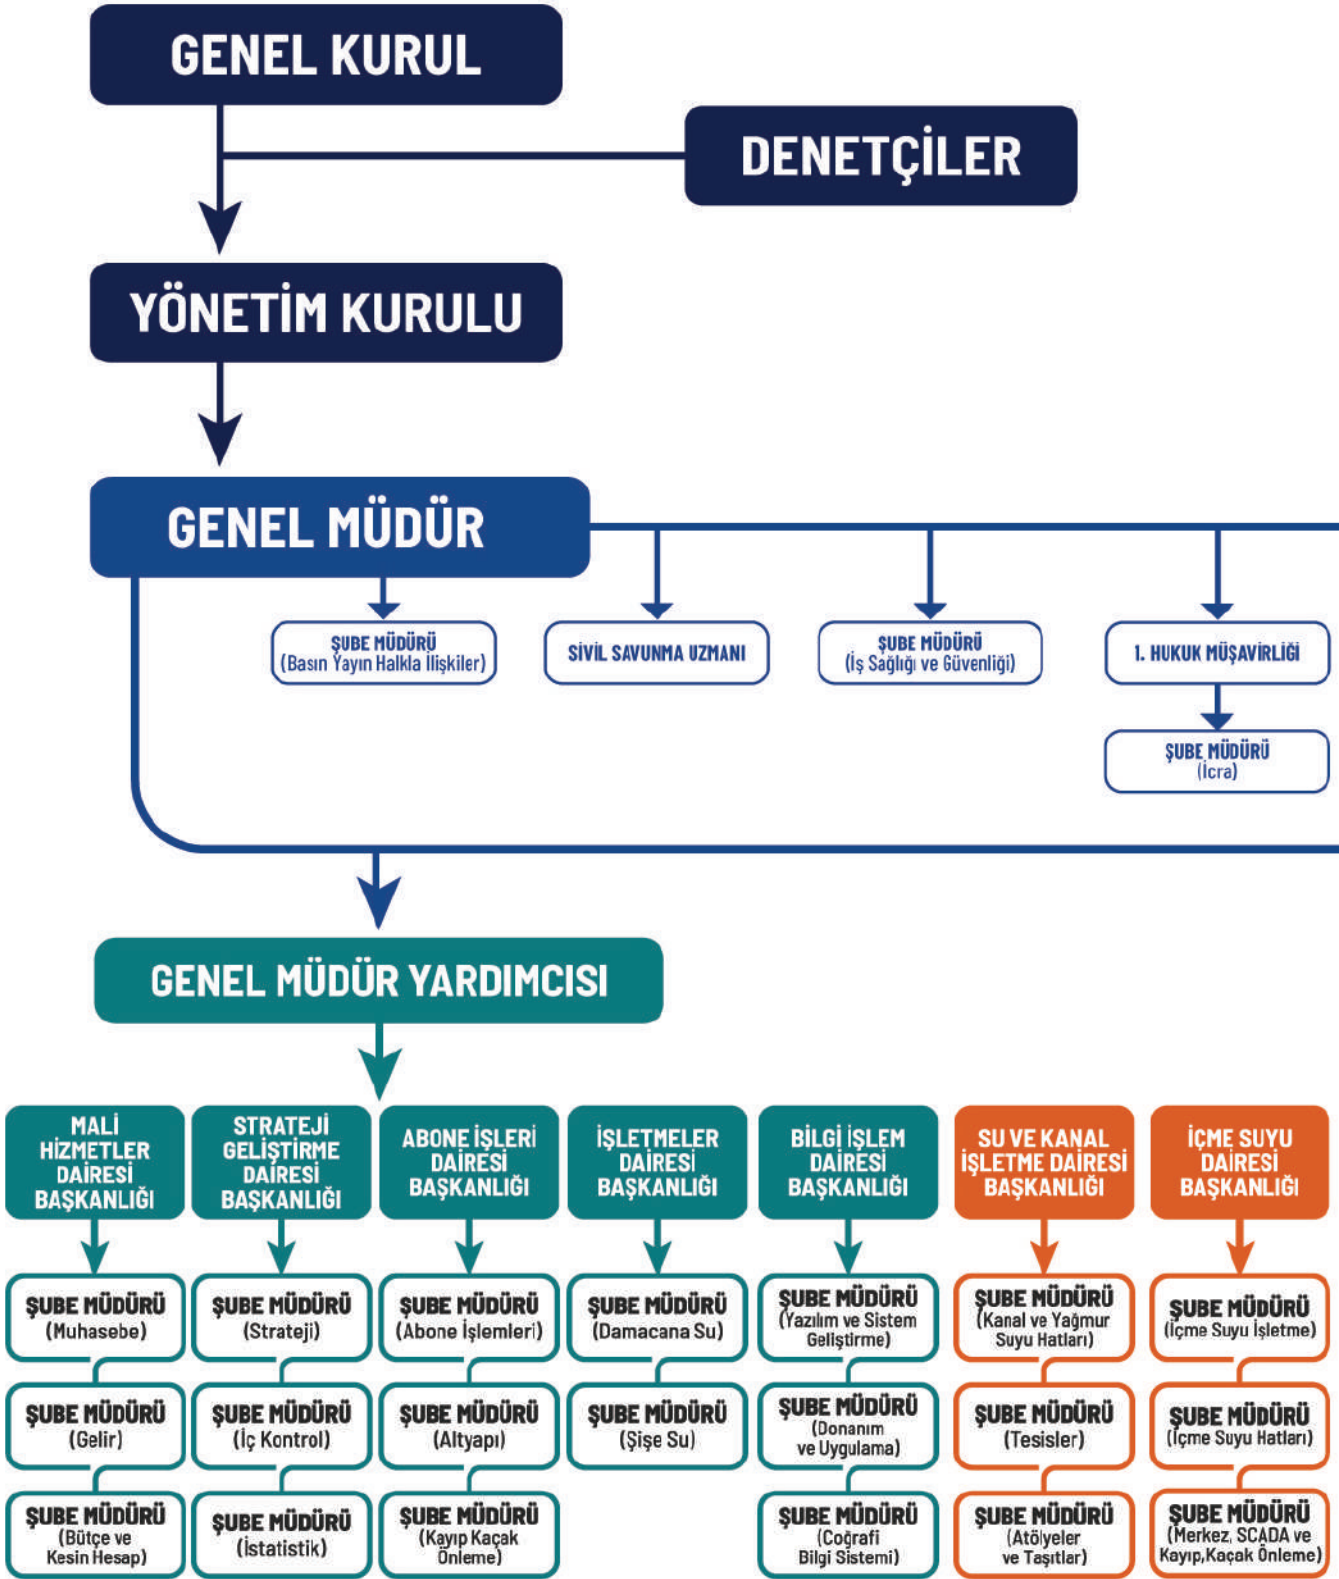 GENEL KURUL
DENETÇİLER
YÖNETİM KURULU
GENEL MÜDÜR
ŞUBE MÜDÜRÜ
(Basın Yayın Halkla İlişkiler)
SİVİL SAVUNMA UZMANI
ŞUBE MÜDÜRÜ
(İş Sağlığı ve Güvenliği)
1. HUKUK MÜŞAVİRLİĞİ
ŞUBE MÜDÜRÜ
(İcra)
GENEL MÜDÜR YARDIMCISI
MALİ
HİZMETLER
DAİRESİ
BAŞKANLIĞI
STRATEJİ
GELİŞTİRME
DAİRESİ
BAŞKANLIĞI
ABONE İŞLERİ
DAİRESİ
BAŞKANLIĞI
İŞLETMELER
DAİRESİ
BAŞKANLIĞI
BİLGİ İŞLEM
DAİRESİ
BAŞKANLIĞI
SU VE KANAL
İŞLETME DAİRESİ
BAŞKANLIĞI
İÇME SUYU
DAİRESİ
BAŞKANLIĞI
ŞUBE MÜDÜRÜ
(Muhasebe)
ŞUBE MÜDÜRÜ
(Strateji)
ŞUBE MÜDÜRÜ
(Abone İşlemleri)
ŞUBE MÜDÜRÜ
(Damacana Su)
ŞUBE MÜDÜRÜ
(Yazılım ve Sistem
Geliştirme)
ŞUBE MÜDÜRÜ
(Kanal ve Yağmur
Suyu Hatları)
ŞUBE MÜDÜRÜ
(İçme Suyu İşletme)
ŞUBE MÜDÜRÜ
(Gelir)
ŞUBE MÜDÜRÜ
(İç Kontrol)
ŞUBE MÜDÜRÜ
(Altyapı)
ŞUBE MÜDÜRÜ
(Şişe Su)
ŞUBE MÜDÜRÜ
(Donanım
ve Uygulama)
ŞUBE MÜDÜRÜ
(Tesisler)
ŞUBE MÜDÜRÜ
(İçme Suyu Hatları)
ŞUBE MÜDÜRÜ
(Bütçe ve
Kesin Hesap)
ŞUBE MÜDÜRÜ
(İstatistik)
ŞUBE MÜDÜRÜ
(Kayıp Kaçak
Önleme)
ŞUBE MÜDÜRÜ
(Coğrafi
Bilgi Sistemi)
ŞUBE MÜDÜRÜ
(Atölyeler
ve Taşıtlar)
ŞUBE MÜDÜRÜ
(Merkez, SCADA ve
Kayıp,Kaçak Önleme)